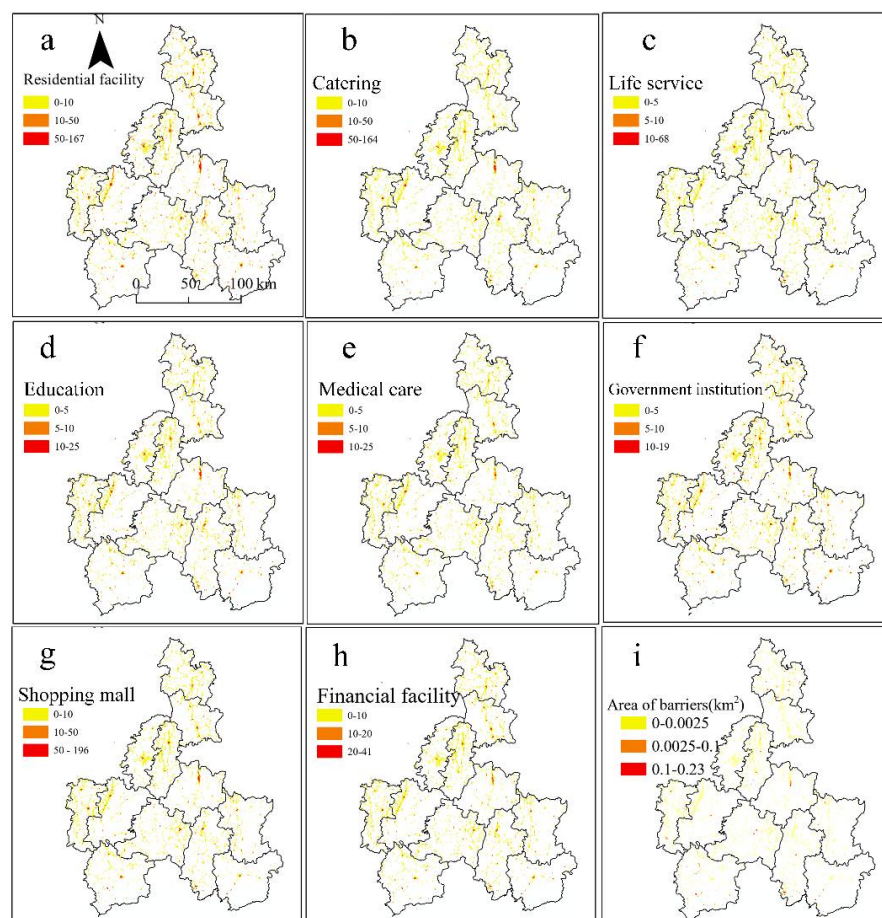 a
N
Residential facility
0-10
10-50
50-167
0 50 100 km
b
Catering
0-10
10-50
50-164
c
Life service
0-5
5-10
10-68
d
Education
0-5
5-10
10-25
e
Medical care
0-5
5-10
10-25
f
Government institution
0-5
5-10
10-19
g
Shopping mall
0-10
10-50
50 - 196
h
Financial facility
0-10
10-20
20-41
i
Area of barriers(km²)
0-0.0025
0.0025-0.1
0.1-0.23